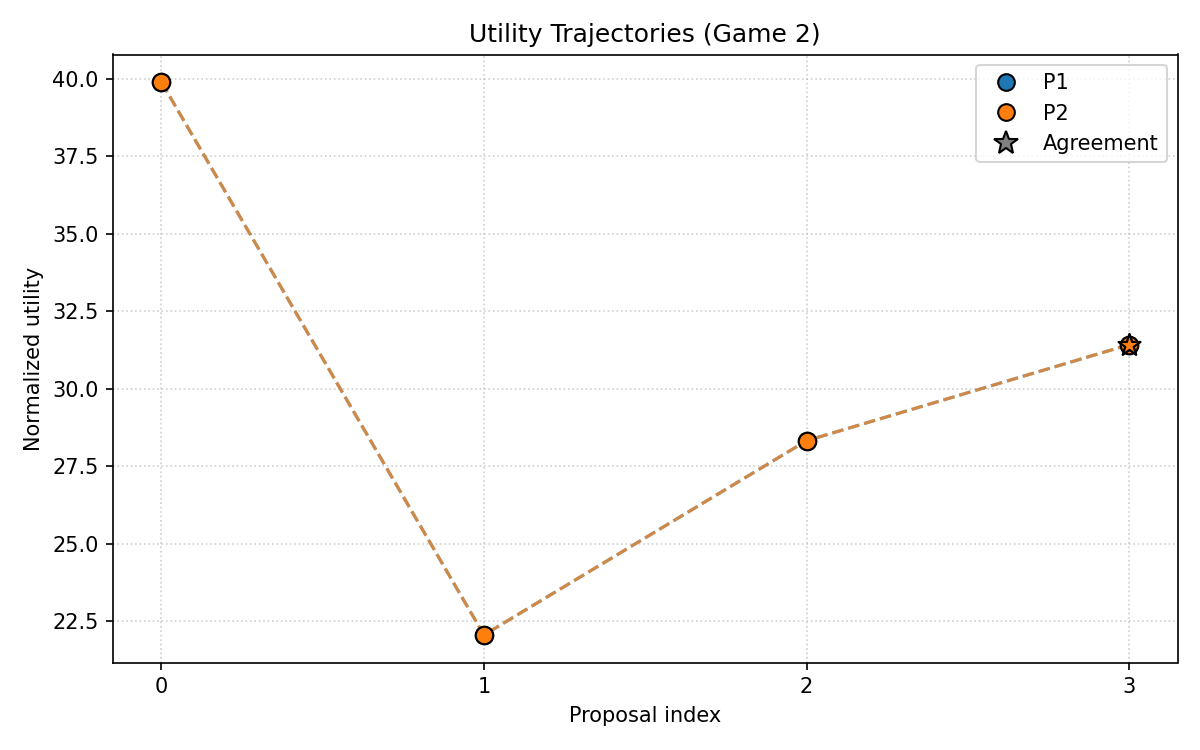 Utility Trajectories (Game 2)
P1
P2
Agreement
Normalized utility
40.0
37.5
35.0
32.5
30.0
27.5
25.0
22.5
0
1
2
3
Proposal index